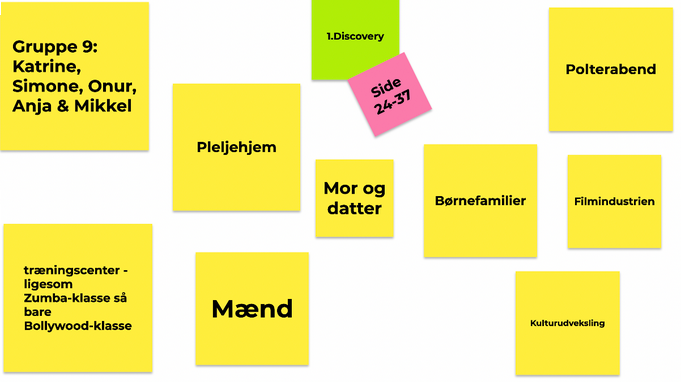 Gruppe 9:
Katrine,
Simone, Onur,
Anja & Mikkel
1.Discovery
Side
24-37
Polterabend
Pleljehjem
Mor og
datter
Børnefamilier
Filmindustrien
træningscenter -
ligesom
Zumba-klasse så
bare
Bollywood-klasse
Mænd
Kulturudveksling